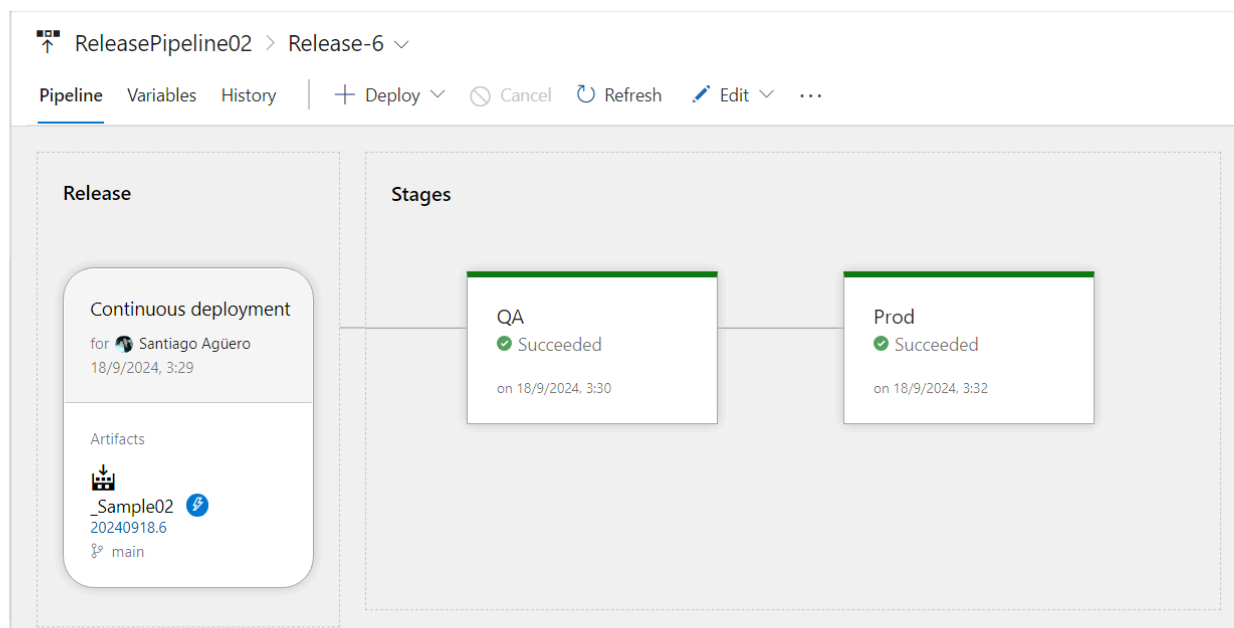 ReleasePipeline02 > Release-6
Pipeline Variables History Deploy Cancel Refresh Edit ...
Release
Stages
Continuous deployment
for Santiago Agüero
18/9/2024, 3:29
Artifacts
_Sample02
20240918.6
main
QA
Succeeded
on 18/9/2024, 3:30
Prod
Succeeded
on 18/9/2024, 3:32